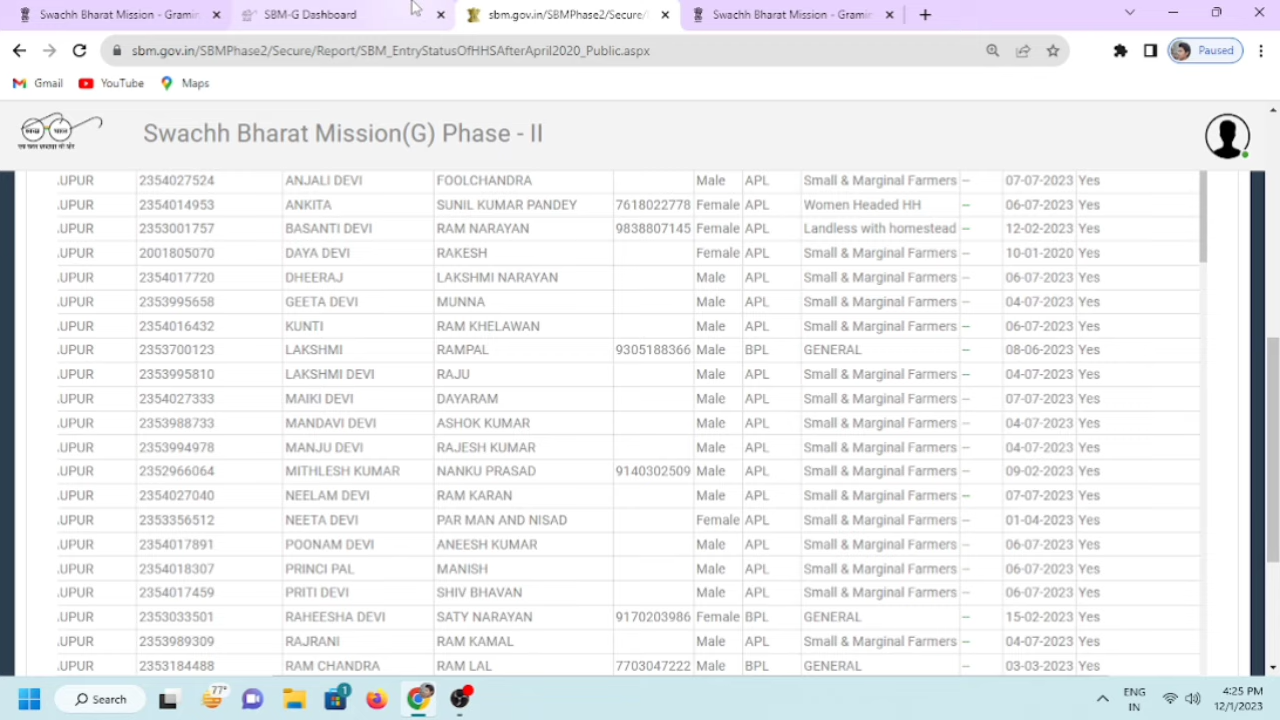 Swachh Bharat Mission - Gramin
SBM-G Dashboard
sbm.gov.in/SBMPhase2/Secure/
Swachh Bharat Mission - Gramin
sbm.gov.in/SBMPhase2/Secure/Report/SBM_EntryStatusOfHHSAfterApril2020_Public.aspx
Paused
Gmail YouTube Maps
Swachh Bharat Mission(G) Phase - II
.UPUR 2354027524 ANJALI DEVI FOOLCHANDRA Male APL Small & Marginal Farmers -- 07-07-2023 Yes
.UPUR 2354014953 ANKITA SUNIL KUMAR PANDEY 7618022778 Female APL Women Headed HH -- 06-07-2023 Yes
.UPUR 2353001757 BASANTI DEVI RAM NARAYAN 9838807145 Female APL Landless with homestead -- 12-02-2023 Yes
.UPUR 2001805070 DAYA DEVI RAKESH Female APL Small & Marginal Farmers -- 10-01-2020 Yes
.UPUR 2354017720 DHEERAJ LAKSHMI NARAYAN Male APL Small & Marginal Farmers -- 06-07-2023 Yes
.UPUR 2353995658 GEETA DEVI MUNNA Male APL Small & Marginal Farmers -- 04-07-2023 Yes
.UPUR 2354016432 KUNTI RAM KHELAWAN Male APL Small & Marginal Farmers -- 06-07-2023 Yes
.UPUR 2353700123 LAKSHMI RAMPAL 9305188366 Male BPL GENERAL -- 08-06-2023 Yes
.UPUR 2353995810 LAKSHMI DEVI RAJU Male APL Small & Marginal Farmers -- 04-07-2023 Yes
.UPUR 2354027333 MAIKI DEVI DAYARAM Male APL Small & Marginal Farmers -- 07-07-2023 Yes
.UPUR 2353988733 MANDAVI DEVI ASHOK KUMAR Male APL Small & Marginal Farmers -- 04-07-2023 Yes
.UPUR 2353994978 MANJU DEVI RAJESH KUMAR Male APL Small & Marginal Farmers -- 04-07-2023 Yes
.UPUR 2352966064 MITHLESH KUMAR NANKU PRASAD 9140302509 Male APL Small & Marginal Farmers -- 09-02-2023 Yes
.UPUR 2354027040 NEELAM DEVI RAM KARAN Male APL Small & Marginal Farmers -- 07-07-2023 Yes
.UPUR 2353356512 NEETA DEVI PAR MAN AND NISAD Female APL Small & Marginal Farmers -- 01-04-2023 Yes
.UPUR 2354017891 POONAM DEVI ANEESH KUMAR Male APL Small & Marginal Farmers -- 06-07-2023 Yes
.UPUR 2354018307 PRINCI PAL MANISH Male APL Small & Marginal Farmers -- 06-07-2023 Yes
.UPUR 2354017459 PRITI DEVI SHIV BHAVAN Male APL Small & Marginal Farmers -- 06-07-2023 Yes
.UPUR 2353033501 RAHEESHA DEVI SATY NARAYAN 9170203986 Female BPL GENERAL -- 15-02-2023 Yes
.UPUR 2353989309 RAJRANI RAM KAMAL Male APL Small & Marginal Farmers -- 04-07-2023 Yes
.UPUR 2353184488 RAM CHANDRA RAM LAL 7703047222 Male BPL GENERAL -- 03-03-2023 Yes
Search
77°
1
ENG
IN
4:25 PM
12/1/2023